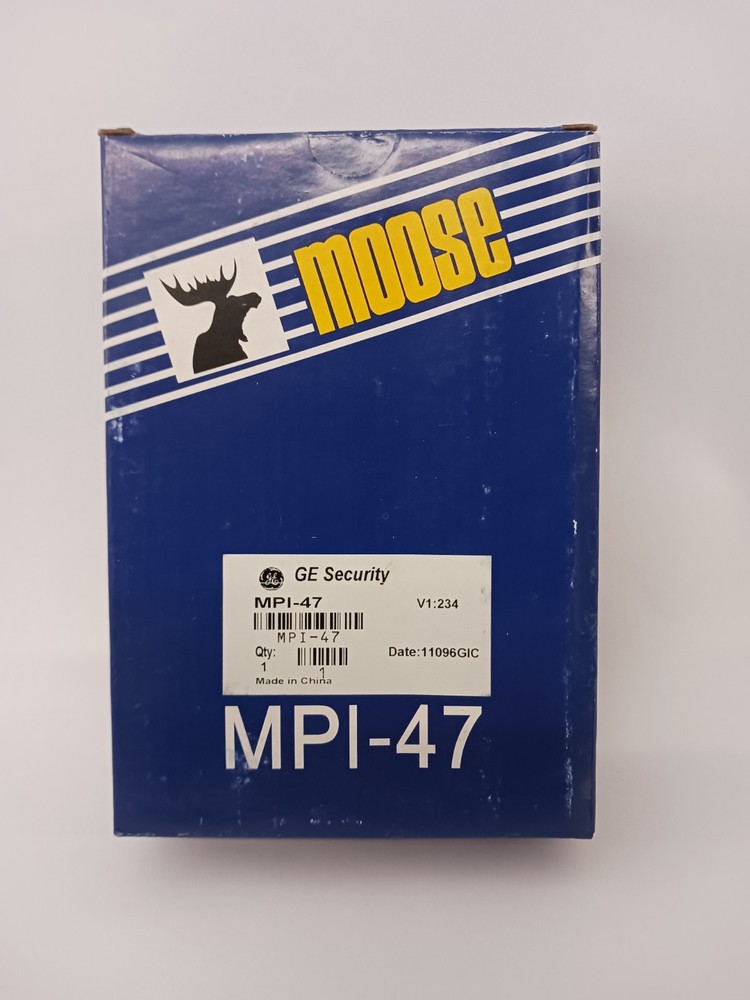 moose
GE Security
MPI-47 V1:234
MPI-47
Qty: Date:11096GIC
1 1
Made in China
MPI-47